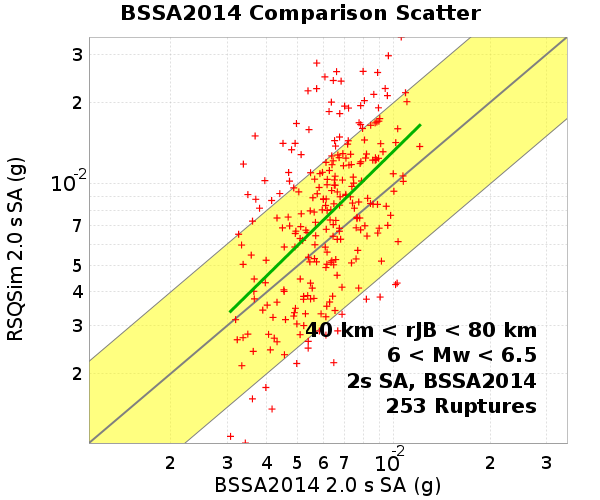 BSSA2014 Comparison Scatter
RSQSim 2.0 s SA (g)
3
2
10-2
7
5
4
3
2
40 km < rJB < 80 km
6 < Mw < 6.5
2s SA, BSSA2014
253 Ruptures
2 3 4 5 6 7 10-2 2 3
BSSA2014 2.0 s SA (g)